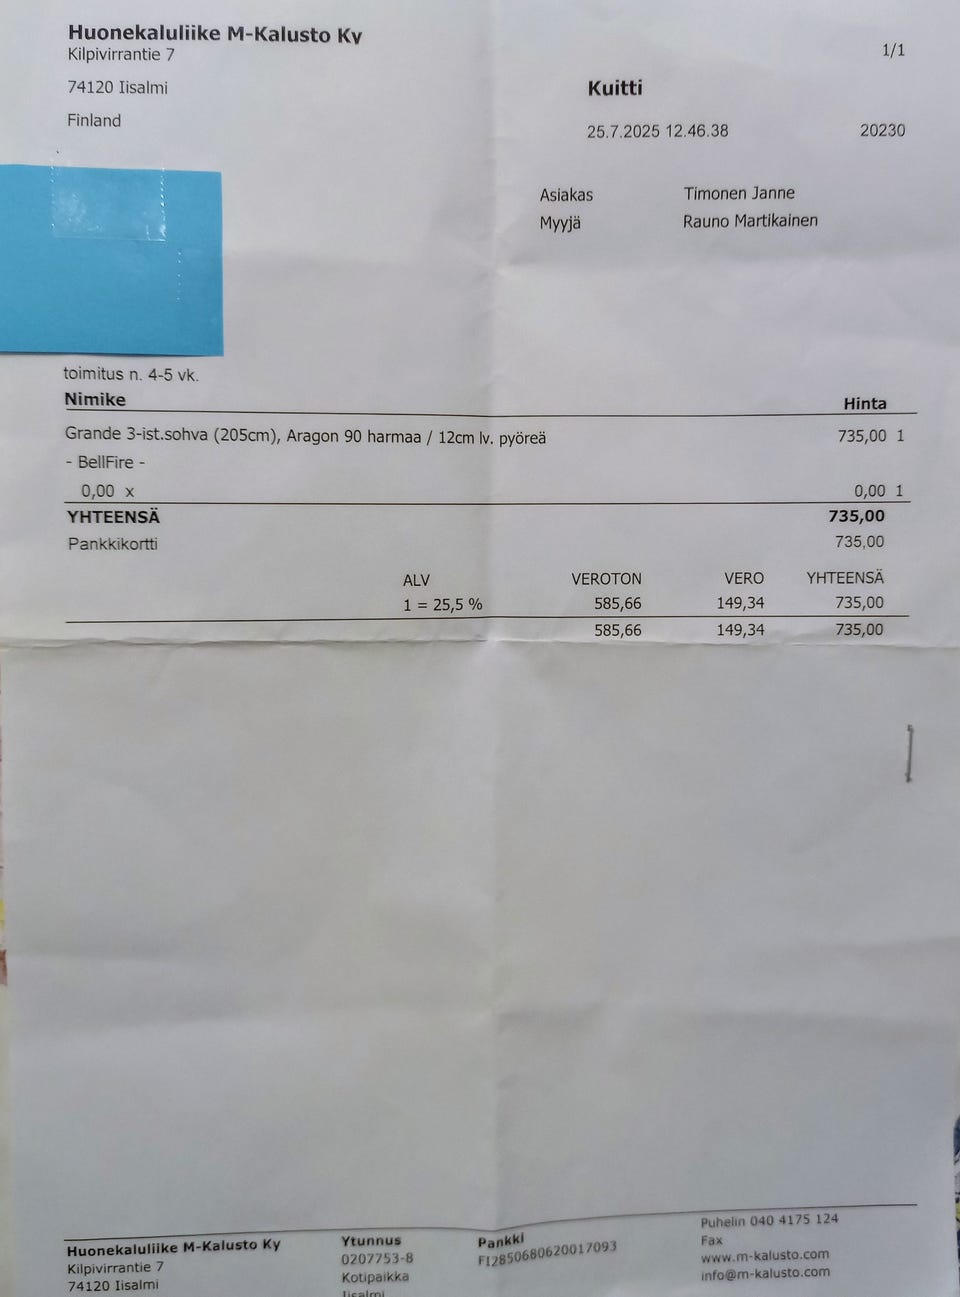 Huonekaluliike M-Kalusto Ky
Kilpivirrantie 7
74120 Iisalmi
Finland
1/1
Kuitti
25.7.2025 12.46.38 20230
Asiakas Timonen Janne
Myyjä Rauno Martikainen
toimitus n. 4-5 vk.
Nimike Hinta
Grande 3-ist.sohva (205cm), Aragon 90 harmaa / 12cm lv. pyöreä 735,00 1
- BellFire -
0,00 x 0,00 1
YHTEENSÄ 735,00
Pankkikortti 735,00
ALV VEROTON VERO YHTEENSÄ
1 = 25,5 % 585,66 149,34 735,00
585,66 149,34 735,00
Huonekaluliike M-Kalusto Ky
Kilpivirrantie 7
74120 Iisalmi
Ytunnus
0207753-8
Kotipaikka
Iisalmi
Pankki
FI2850680620017093
Puhelin 040 4175 124
Fax
www.m-kalusto.com
info@m-kalusto.com